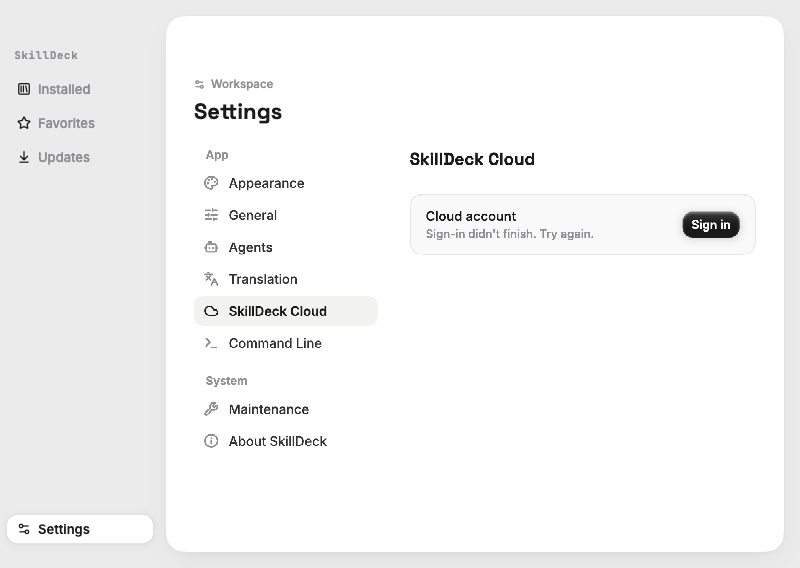 SkillDeck
Installed
Favorites
Updates
Settings
Workspace
Settings
App
Appearance
General
Agents
Translation
SkillDeck Cloud
Command Line
System
Maintenance
About SkillDeck
SkillDeck Cloud
Cloud account
Sign-in didn't finish. Try again.
Sign in